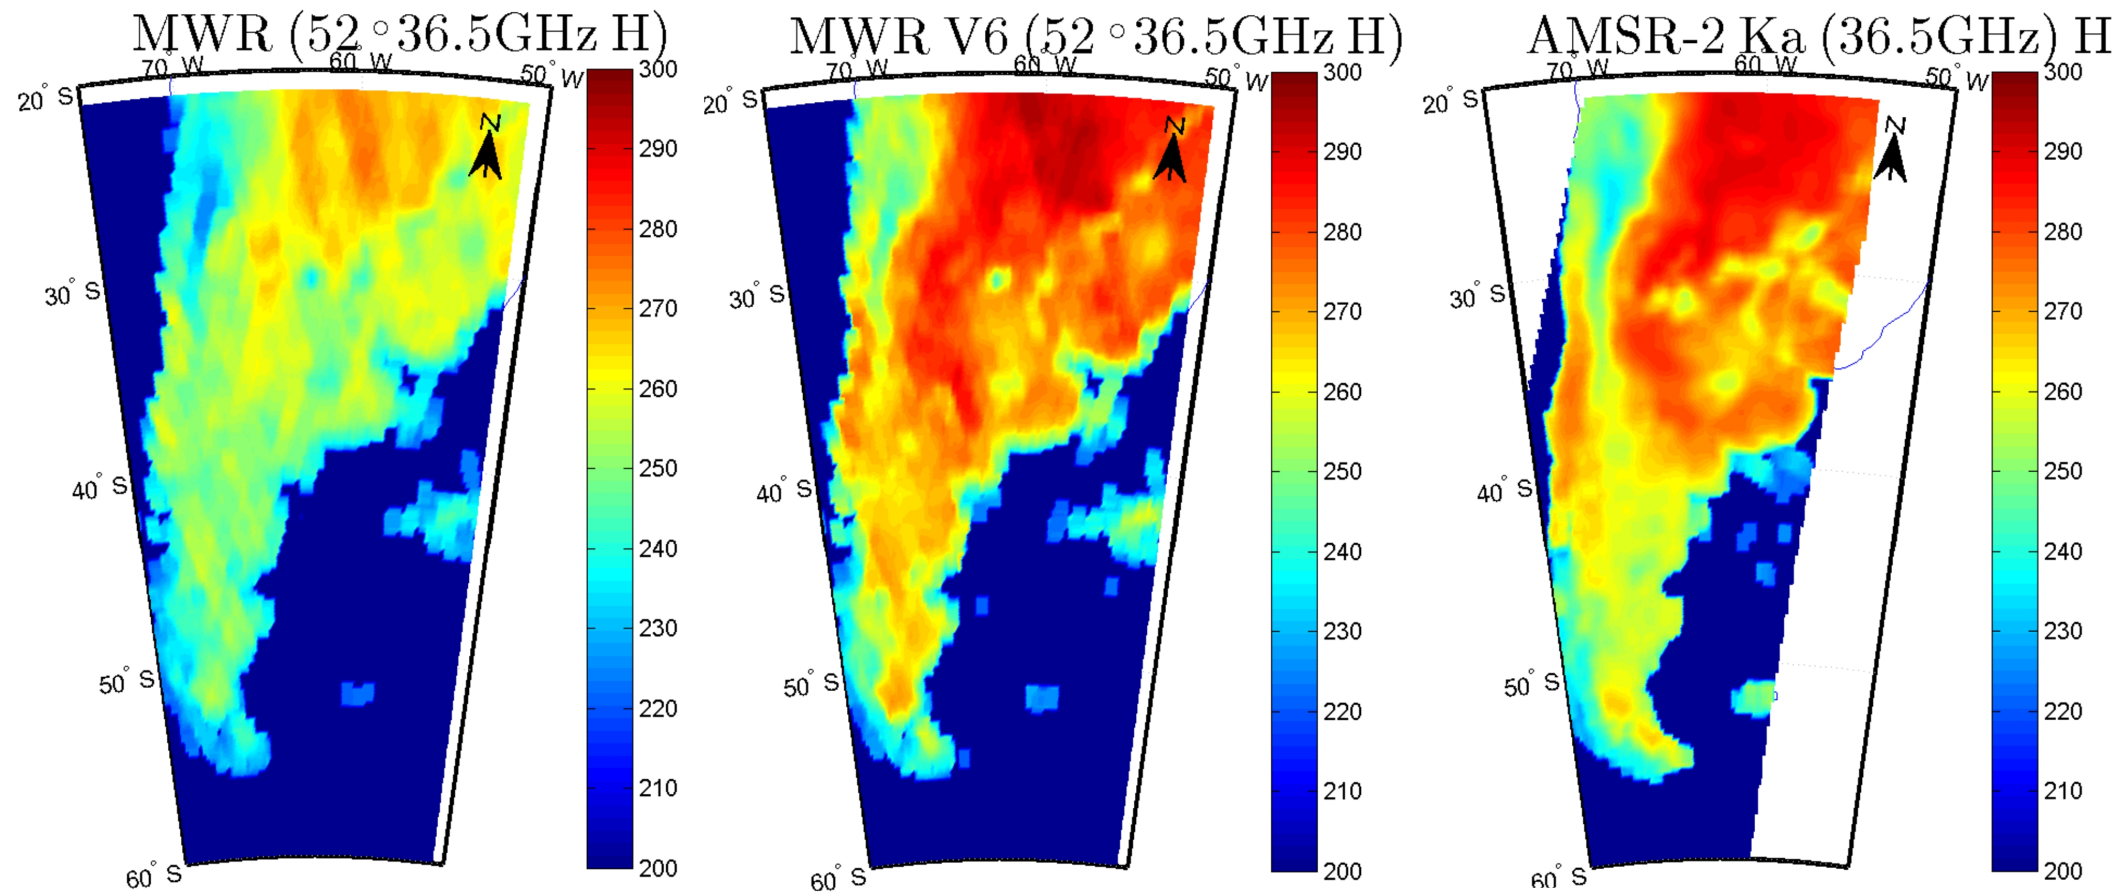 MWR (52 °36.5GHz H)
70° W
60° W
50° W
20° S
30° S
40° S
50° S
60° S
N
300
290
280
270
260
250
240
230
220
210
200
MWR V6 (52 °36.5GHz H)
70° W
60° W
50° W
20° S
30° S
40° S
50° S
60° S
N
300
290
280
270
260
250
240
230
220
210
200
AMSR-2 Ka (36.5GHz) H
70° W
60° W
50° W
20° S
30° S
40° S
50° S
60° S
N
300
290
280
270
260
250
240
230
220
210
200